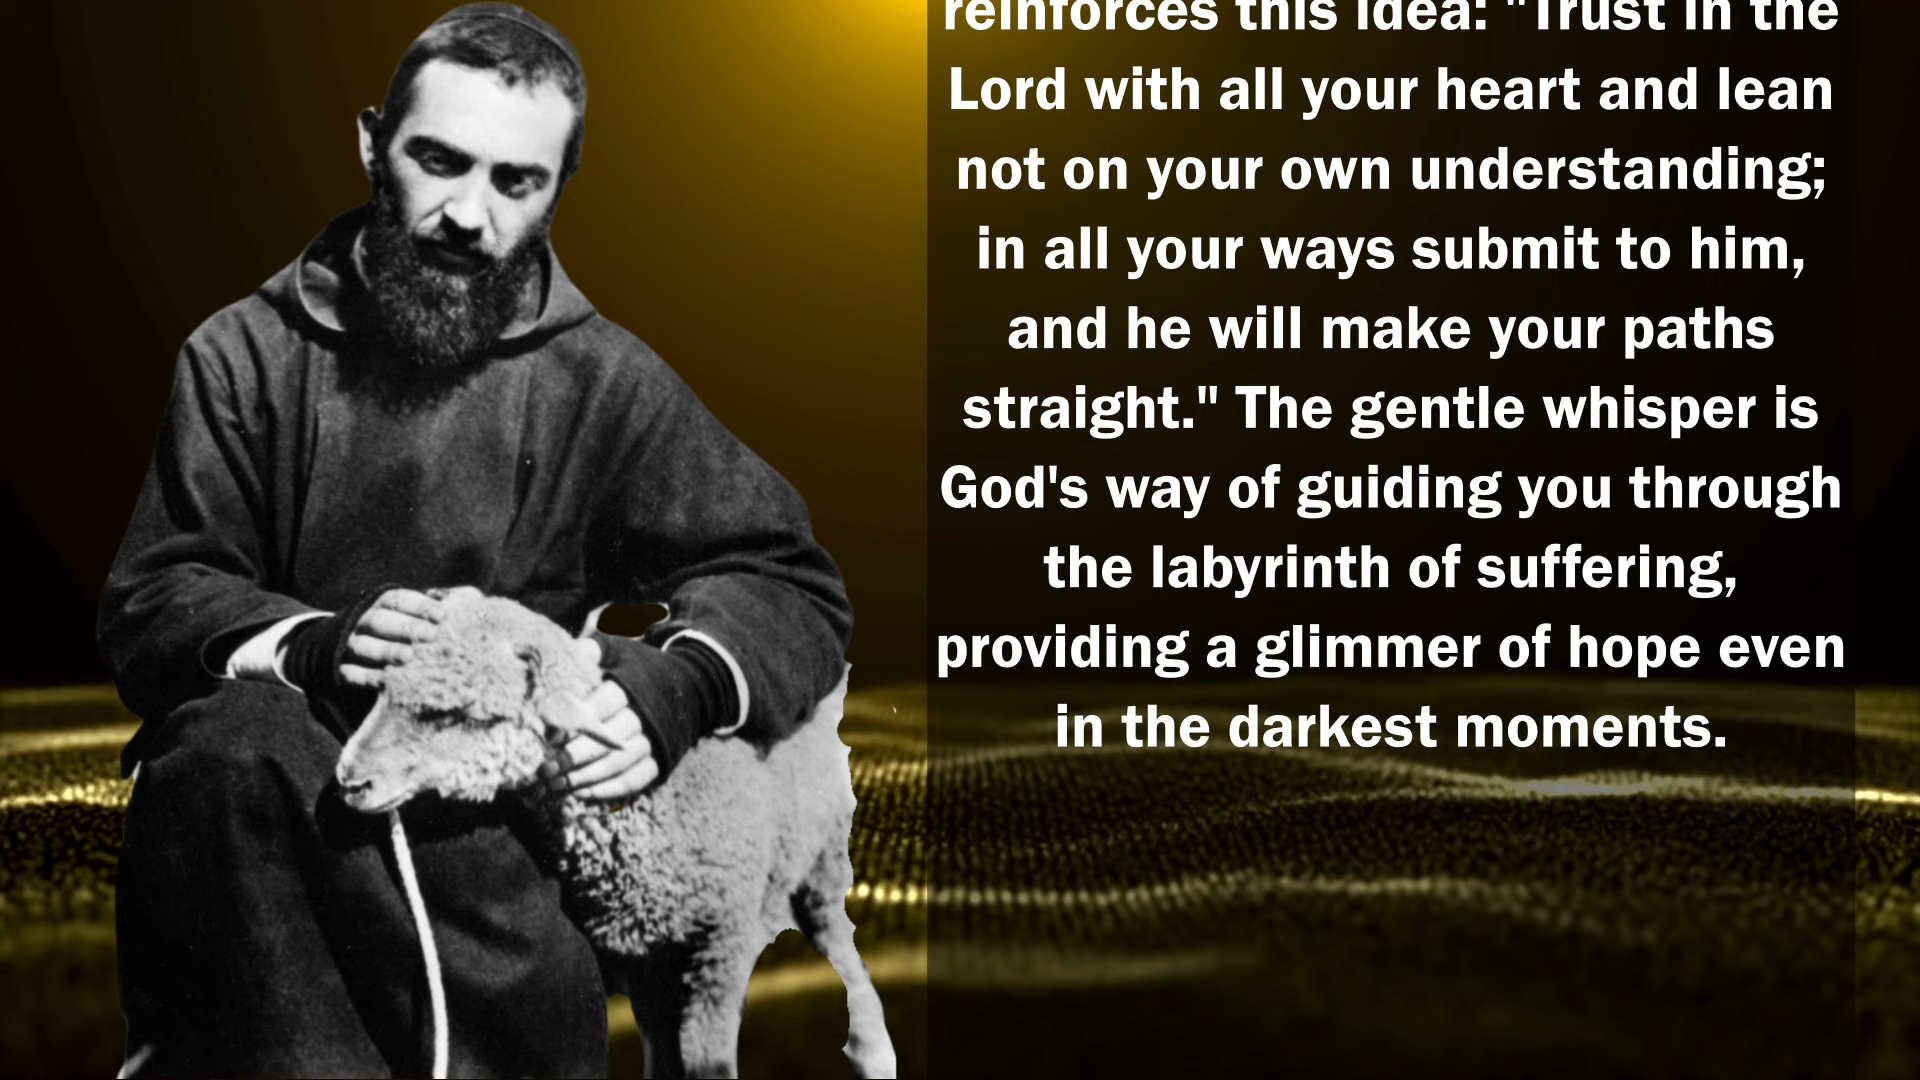 reinforces this idea: "Trust in the
Lord with all your heart and lean
not on your own understanding;
in all your ways submit to him,
and he will make your paths
straight." The gentle whisper is
God's way of guiding you through
the labyrinth of suffering,
providing a glimmer of hope even
in the darkest moments.